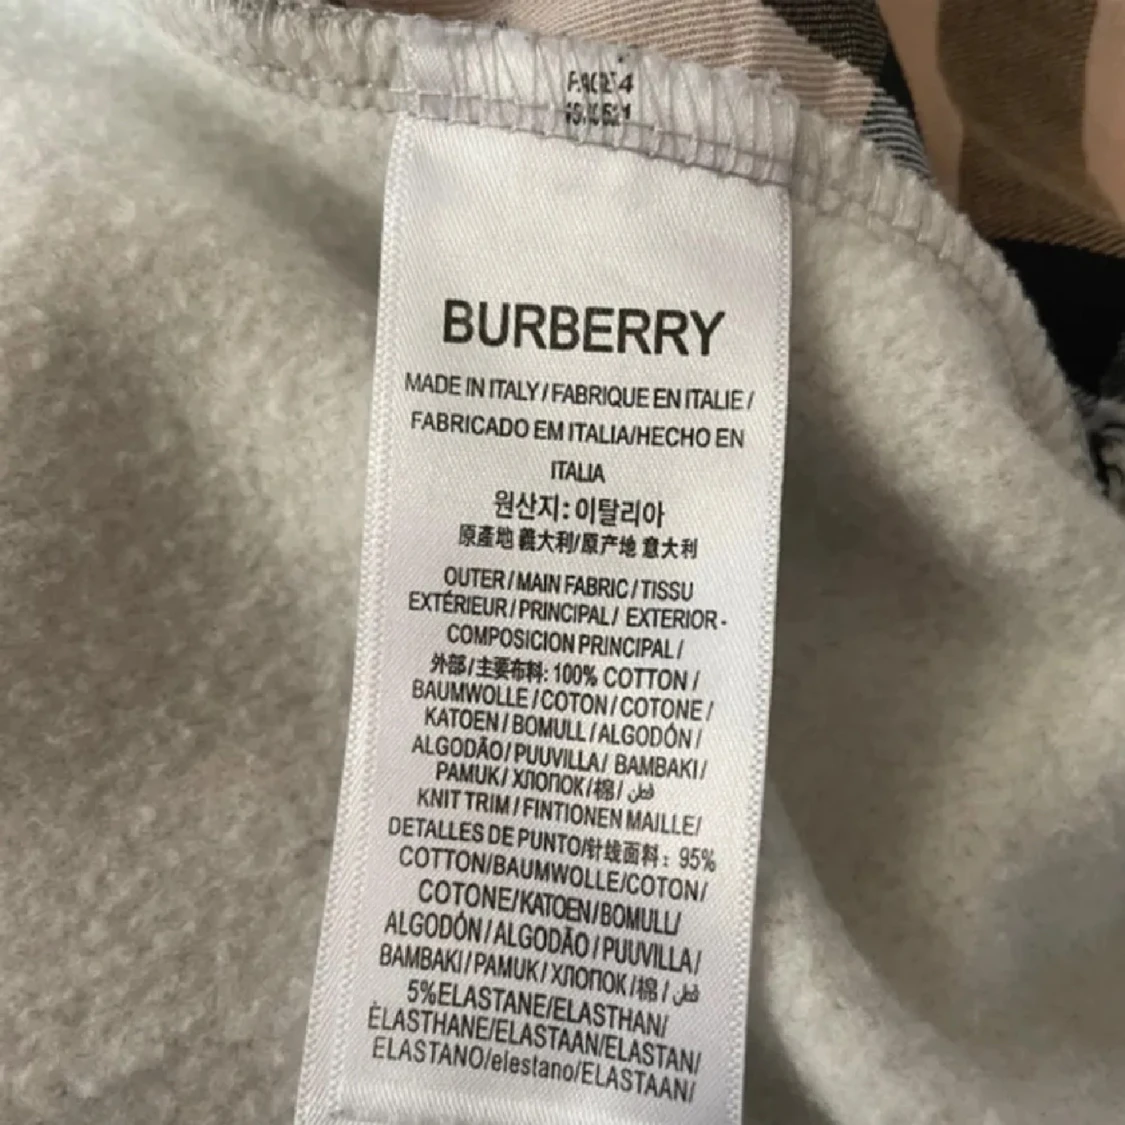 BURBERRY
MADE IN ITALY / FABRIQUE EN ITALIE /
FABRICADO EM ITALIA/HECHO EN
ITALIA
원산지: 이탈리아
原產地 義大利/原产地 意大利
OUTER / MAIN FABRIC / TISSU
EXTÉRIEUR / PRINCIPAL / EXTERIOR -
COMPOSICION PRINCIPAL /
外部 / 主要布料: 100% COTTON /
BAUMWOLLE / COTON / COTONE /
KATOEN / BOMULL / ALGODÓN /
ALGODÃO / PUUVILLA / BAMBAKI /
PAMUK / ХЛОПОК / 棉 / قطن
KNIT TRIM / FINTIONEN MAILLE/
DETALLES DE PUNTO/针线面料: 95%
COTTON/BAUMWOLLE/COTON/
COTONE/KATOEN/BOMULL/
ALGODÓN / ALGODÃO / PUUVILLA /
BAMBAKI / PAMUK / ХЛОПОК / 棉 / قطن
5%ELASTANE/ELASTHAN/
ÈLASTHANE/ELASTAAN/ELASTAN/
ELASTANO/elestano/ELASTAAN/